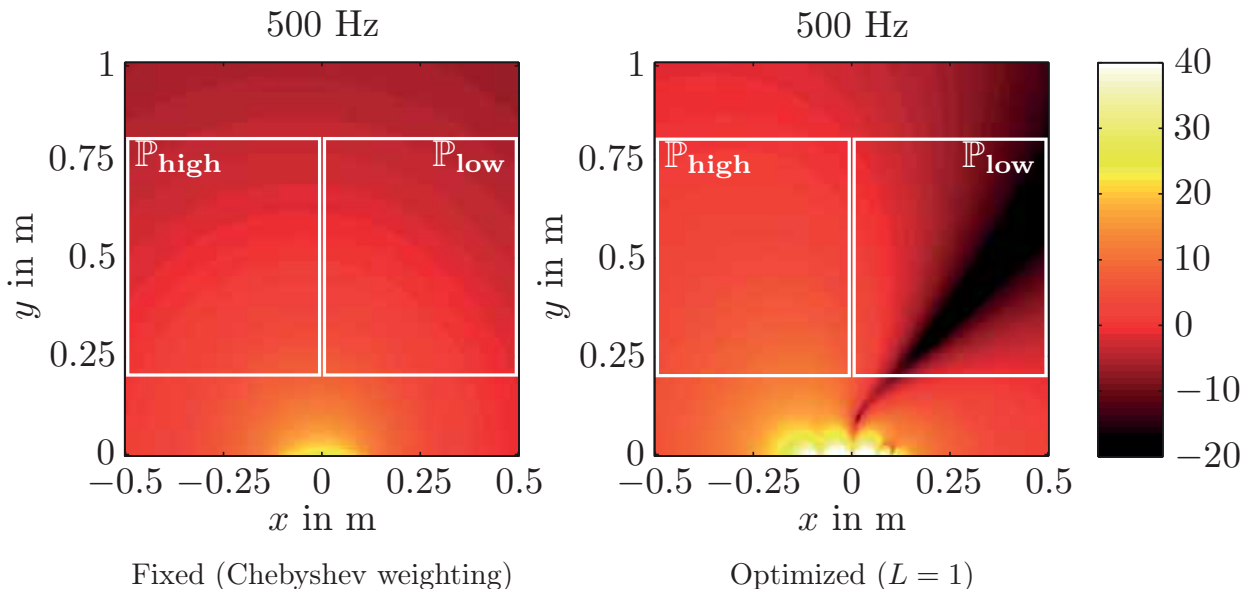 500 Hz
1
0.75
0.5
0.25
0
y in m
ℙhigh
ℙlow
−0.5
−0.25
0
0.25
0.5
x in m
Fixed (Chebyshev weighting)
500 Hz
1
0.75
0.5
0.25
0
y in m
ℙhigh
ℙlow
−0.5
−0.25
0
0.25
0.5
x in m
Optimized (L = 1)
40
30
20
10
0
−10
−20